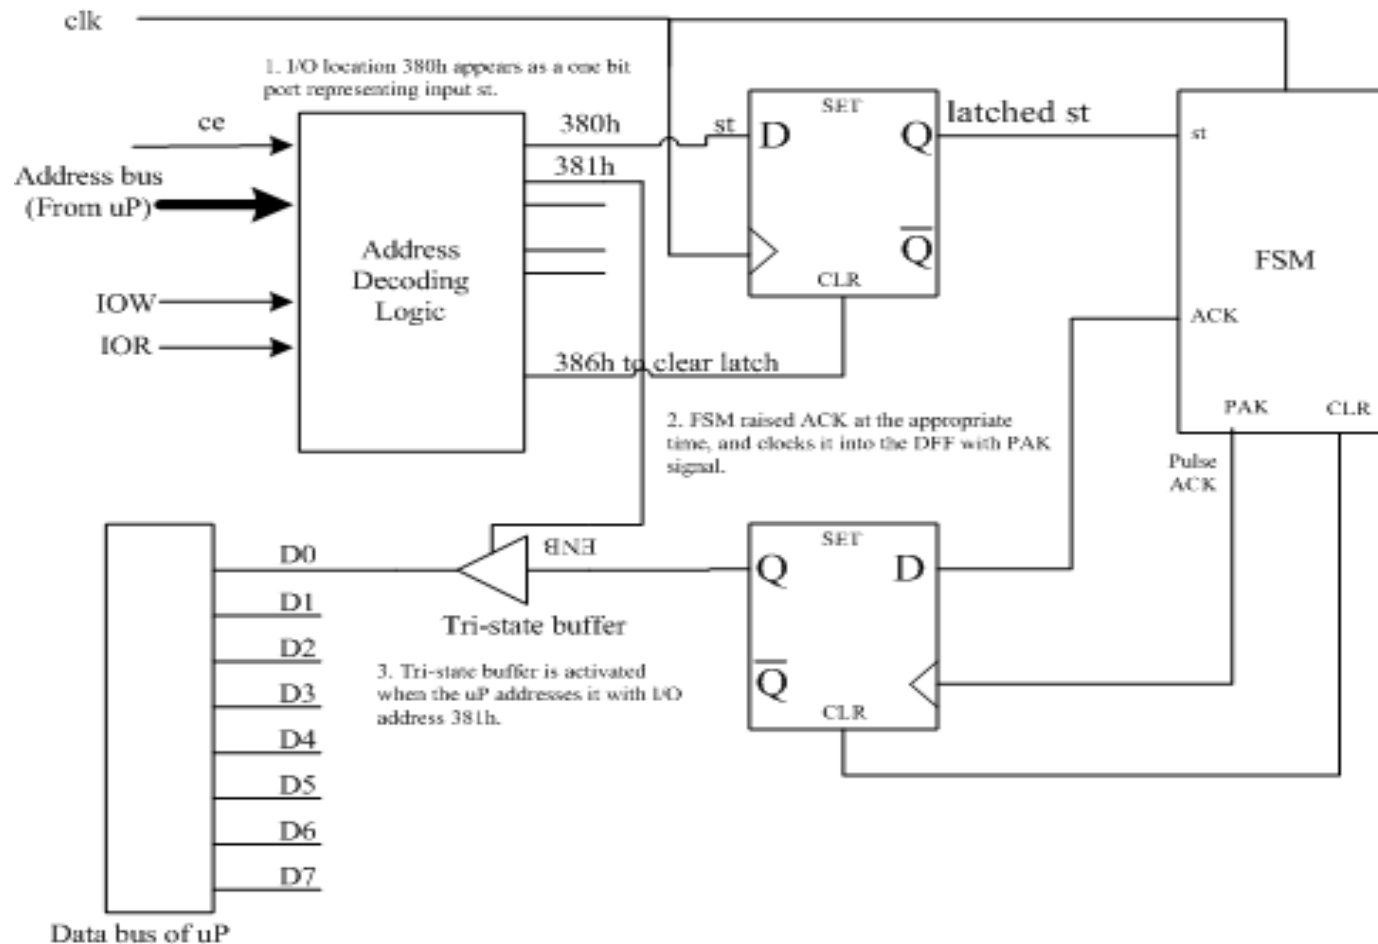 clk
1. I/O location 380h appears as a one bit
port representing input st.
ce
Address bus
(From uP)
IOW
IOR
Address
Decoding
Logic
380h
381h
386h to clear latch
st
SET
D
Q
Q
CLR
latched st
st
FSM
ACK
PAK
CLR
2. FSM raised ACK at the appropriate
time, and clocks it into the DFF with PAK
signal.
Pulse
ACK
D0
D1
D2
D3
D4
D5
D6
D7
Data bus of uP
ENB
Tri-state buffer
3. Tri-state buffer is activated
when the uP addresses it with I/O
address 381h.
SET
Q
D
Q
CLR